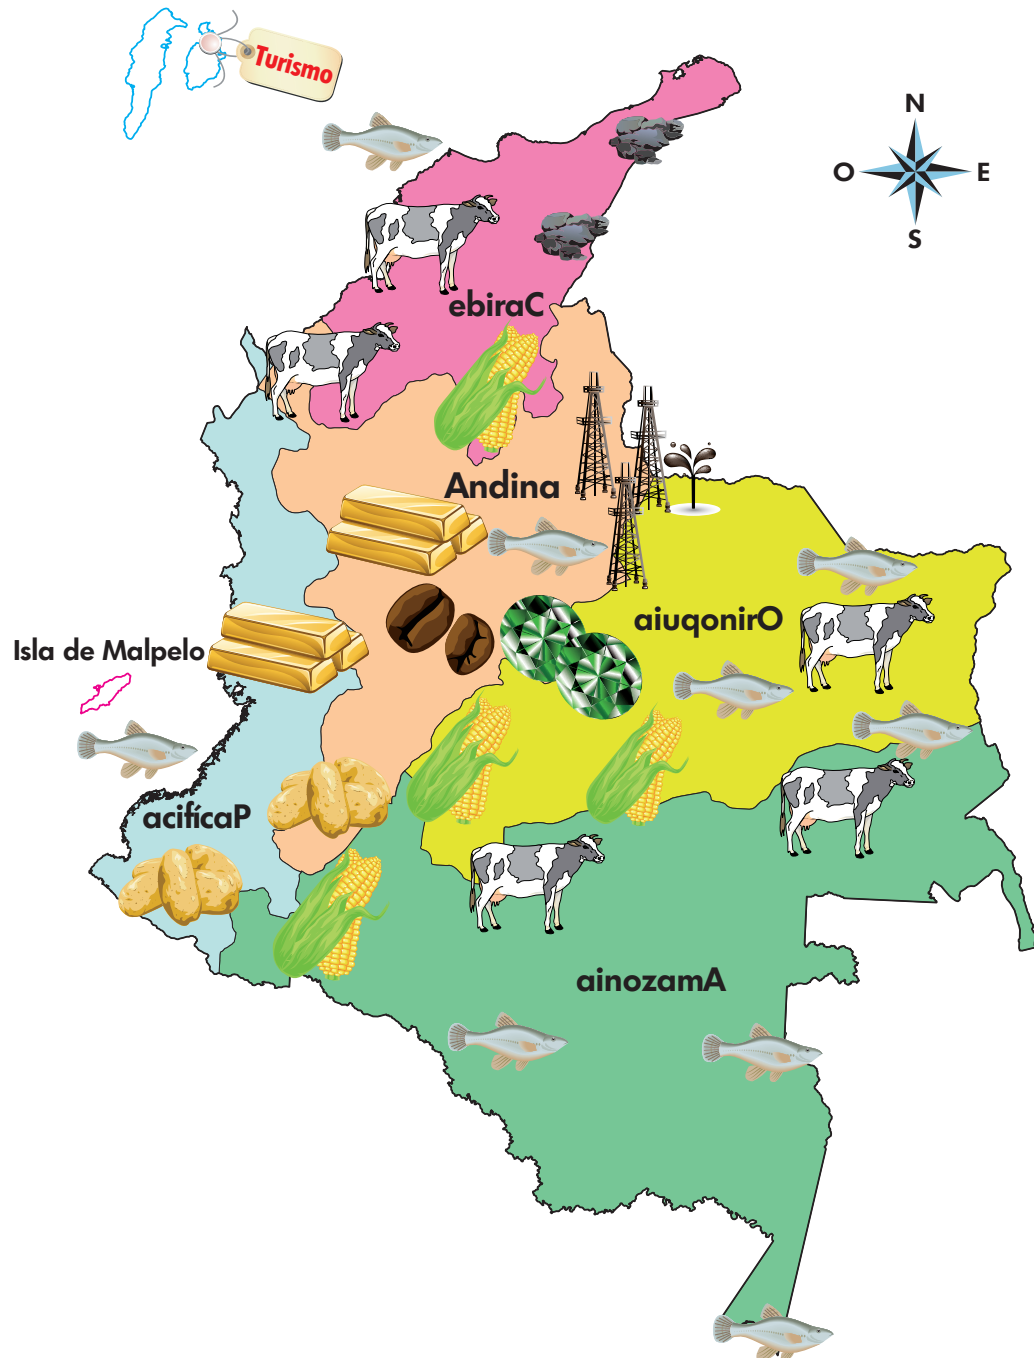 Turismo
N
O E
S
ebiraC
Andina
aiuqonirO
Isla de Malpelo
acifícaP
ainozamA